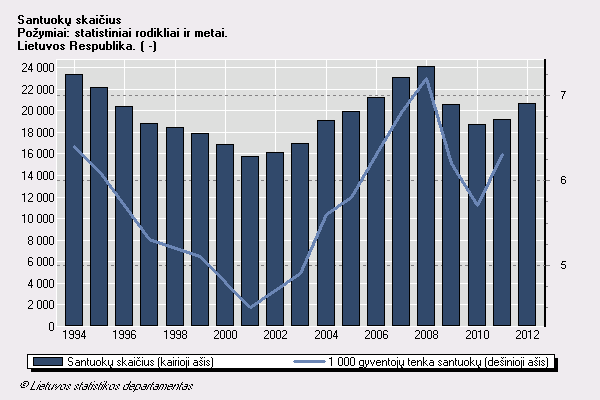 Santuokų skaičius
Požymiai: statistiniai rodikliai ir metai.
Lietuvos Respublika. ( -)
24 000
22 000
20 000
18 000
16 000
14 000
12 000
10 000
8 000
6 000
4 000
2 000
0
7
6
5
1994 1996 1998 2000 2002 2004 2006 2008 2010 2012
Santuokų skaičius (kairioji ašis) 1 000 gyventojų tenka santuokų (dešinioji ašis)
© Lietuvos statistikos departamentas